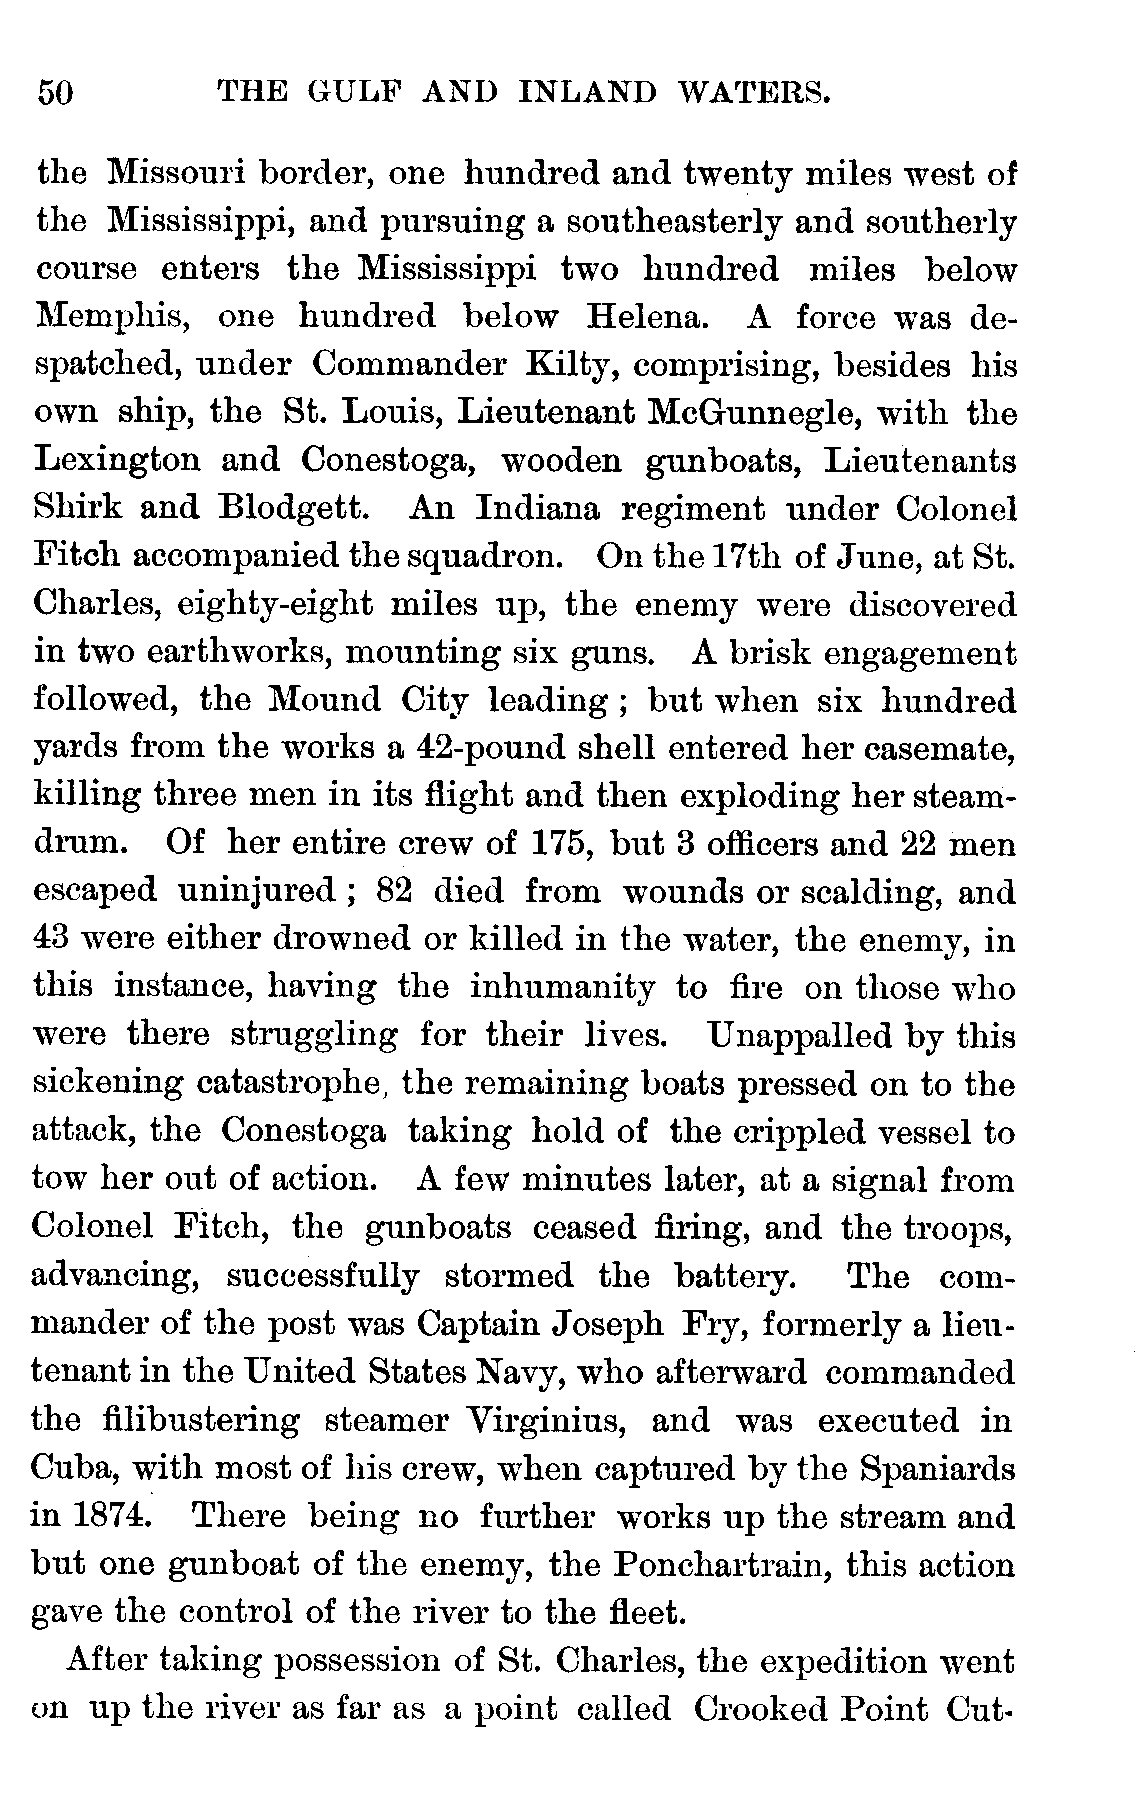 50 THE GULF AND INLAND WATERS.
the Missouri border, one hundred and twenty miles west of
the Mississippi, and pursuing a southeasterly and southerly
course enters the Mississippi two hundred miles below
Memphis, one hundred below Helena. A force was de-
spatched, under Commander Kilty, comprising, besides his
own ship, the St. Louis, Lieutenant McGunnegle, with the
Lexington and Conestoga, wooden gunboats, Lieutenants
Shirk and Blodgett. An Indiana regiment under Colonel
Fitch accompanied the squadron. On the 17th of June, at St.
Charles, eighty-eight miles up, the enemy were discovered
in two earthworks, mounting six guns. A brisk engagement
followed, the Mound City leading ; but when six hundred
yards from the works a 42-pound shell entered her casemate,
killing three men in its flight and then exploding her steam-
drum. Of her entire crew of 175, but 3 officers and 22 men
escaped uninjured ; 82 died from wounds or scalding, and
43 were either drowned or killed in the water, the enemy, in
this instance, having the inhumanity to fire on those who
were there struggling for their lives. Unappalled by this
sickening catastrophe, the remaining boats pressed on to the
attack, the Conestoga taking hold of the crippled vessel to
tow her out of action. A few minutes later, at a signal from
Colonel Fitch, the gunboats ceased firing, and the troops,
advancing, successfully stormed the battery. The com-
mander of the post was Captain Joseph Fry, formerly a lieu-
tenant in the United States Navy, who afterward commanded
the filibustering steamer Virginius, and was executed in
Cuba, with most of his crew, when captured by the Spaniards
in 1874. There being no further works up the stream and
but one gunboat of the enemy, the Ponchartrain, this action
gave the control of the river to the fleet.
After taking possession of St. Charles, the expedition went
on up the river as far as a point called Crooked Point Cut-